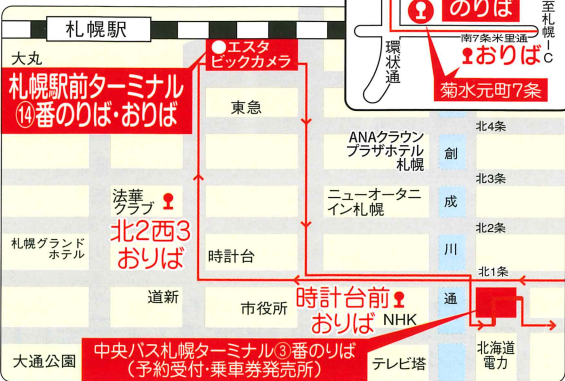 札幌駅
大丸
エスタ
ビックカメラ
札幌駅前ターミナル
⑭番のりば・おりば
のりば
南7条米里通
至札幌IC
環状通
おりば
菊水元町7条
東急
北4条
ANAクラウン
プラザホテル
札幌
創
北3条
法華
クラブ
ニューオータニ
イン札幌
成
北2西3
おりば
北2条
札幌グランド
ホテル
時計台
川
北1条
道新
市役所
時計台前
おりば
NHK
通
中央バス札幌ターミナル③番のりば
(予約受付・乗車券発売所)
大通公園
テレビ塔
北海道
電力